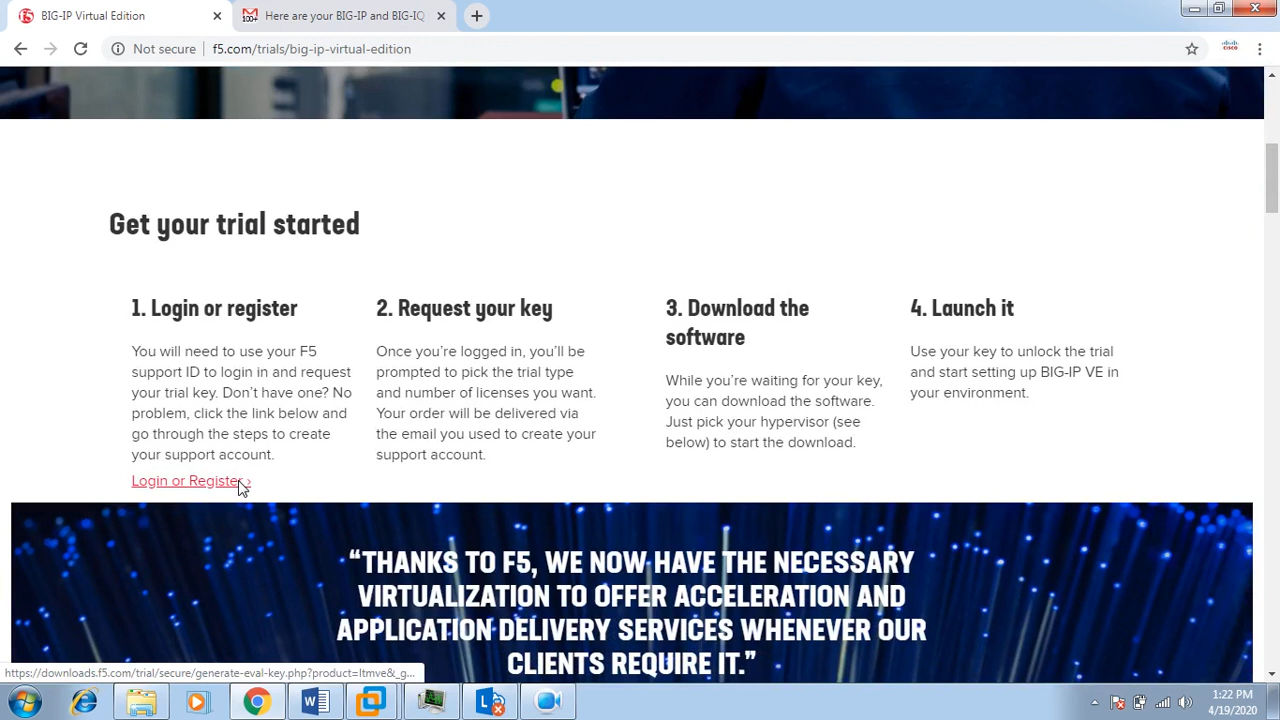 BIG-IP Virtual Edition
100+
Here are your BIG-IP and BIG-IQ
Not secure
f5.com/trials/big-ip-virtual-edition
CISCO
Get your trial started
1. Login or register
You will need to use your F5
support ID to login in and request
your trial key. Don't have one? No
problem, click the link below and
go through the steps to create
your support account.
Login or Register ›
2. Request your key
Once you're logged in, you'll be
prompted to pick the trial type
and number of licenses you want.
Your order will be delivered via
the email you used to create your
support account.
3. Download the
software
While you're waiting for your key,
you can download the software.
Just pick your hypervisor (see
below) to start the download.
4. Launch it
Use your key to unlock the trial
and start setting up BIG-IP VE in
your environment.
“THANKS TO F5, WE NOW HAVE THE NECESSARY
VIRTUALIZATION TO OFFER ACCELERATION AND
APPLICATION DELIVERY SERVICES WHENEVER OUR
CLIENTS REQUIRE IT.”
https://downloads.f5.com/trial/secure/generate-eval-key.php?product=ltmve&_g...
1:22 PM
4/19/2020